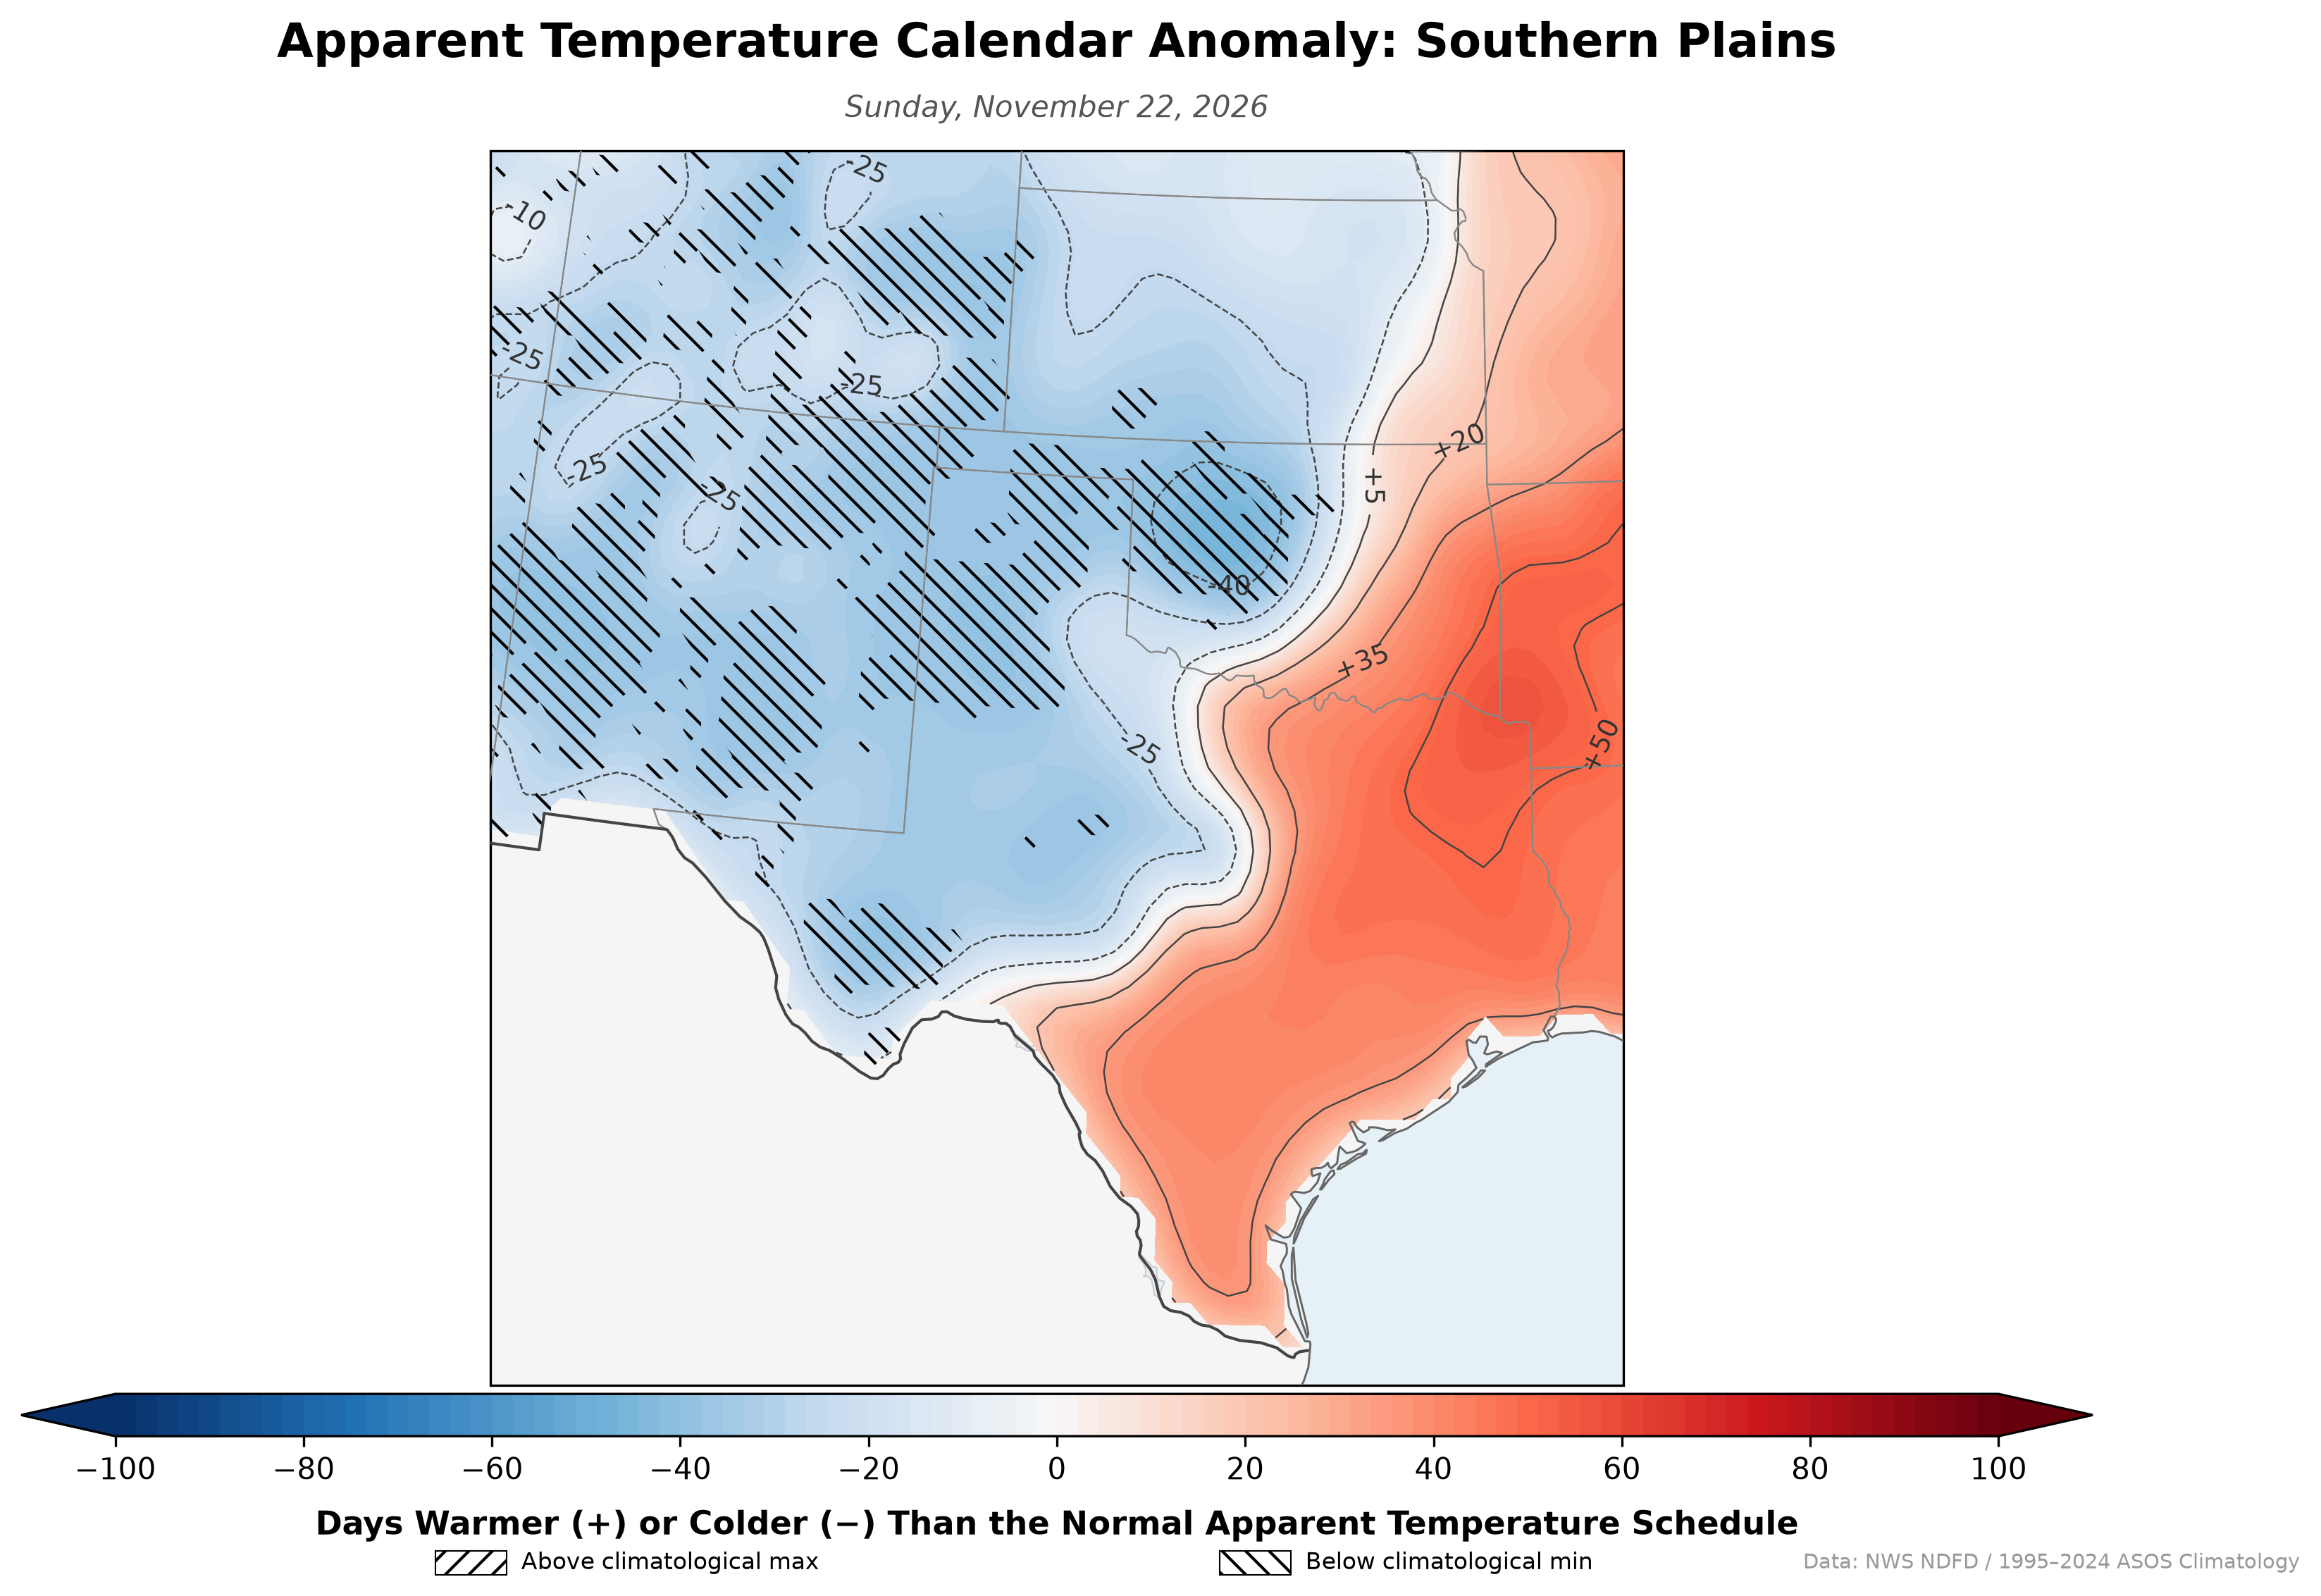 Apparent Temperature Calendar Anomaly: Southern Plains
Sunday, November 22, 2026
-25
-10
-25
-25
+20
-25
-25
+5
-40
+35
-25
+50
−100 −80 −60 −40 −20 0 20 40 60 80 100
Days Warmer (+) or Colder (−) Than the Normal Apparent Temperature Schedule
Above climatological max
Below climatological min
Data: NWS NDFD / 1995–2024 ASOS Climatology